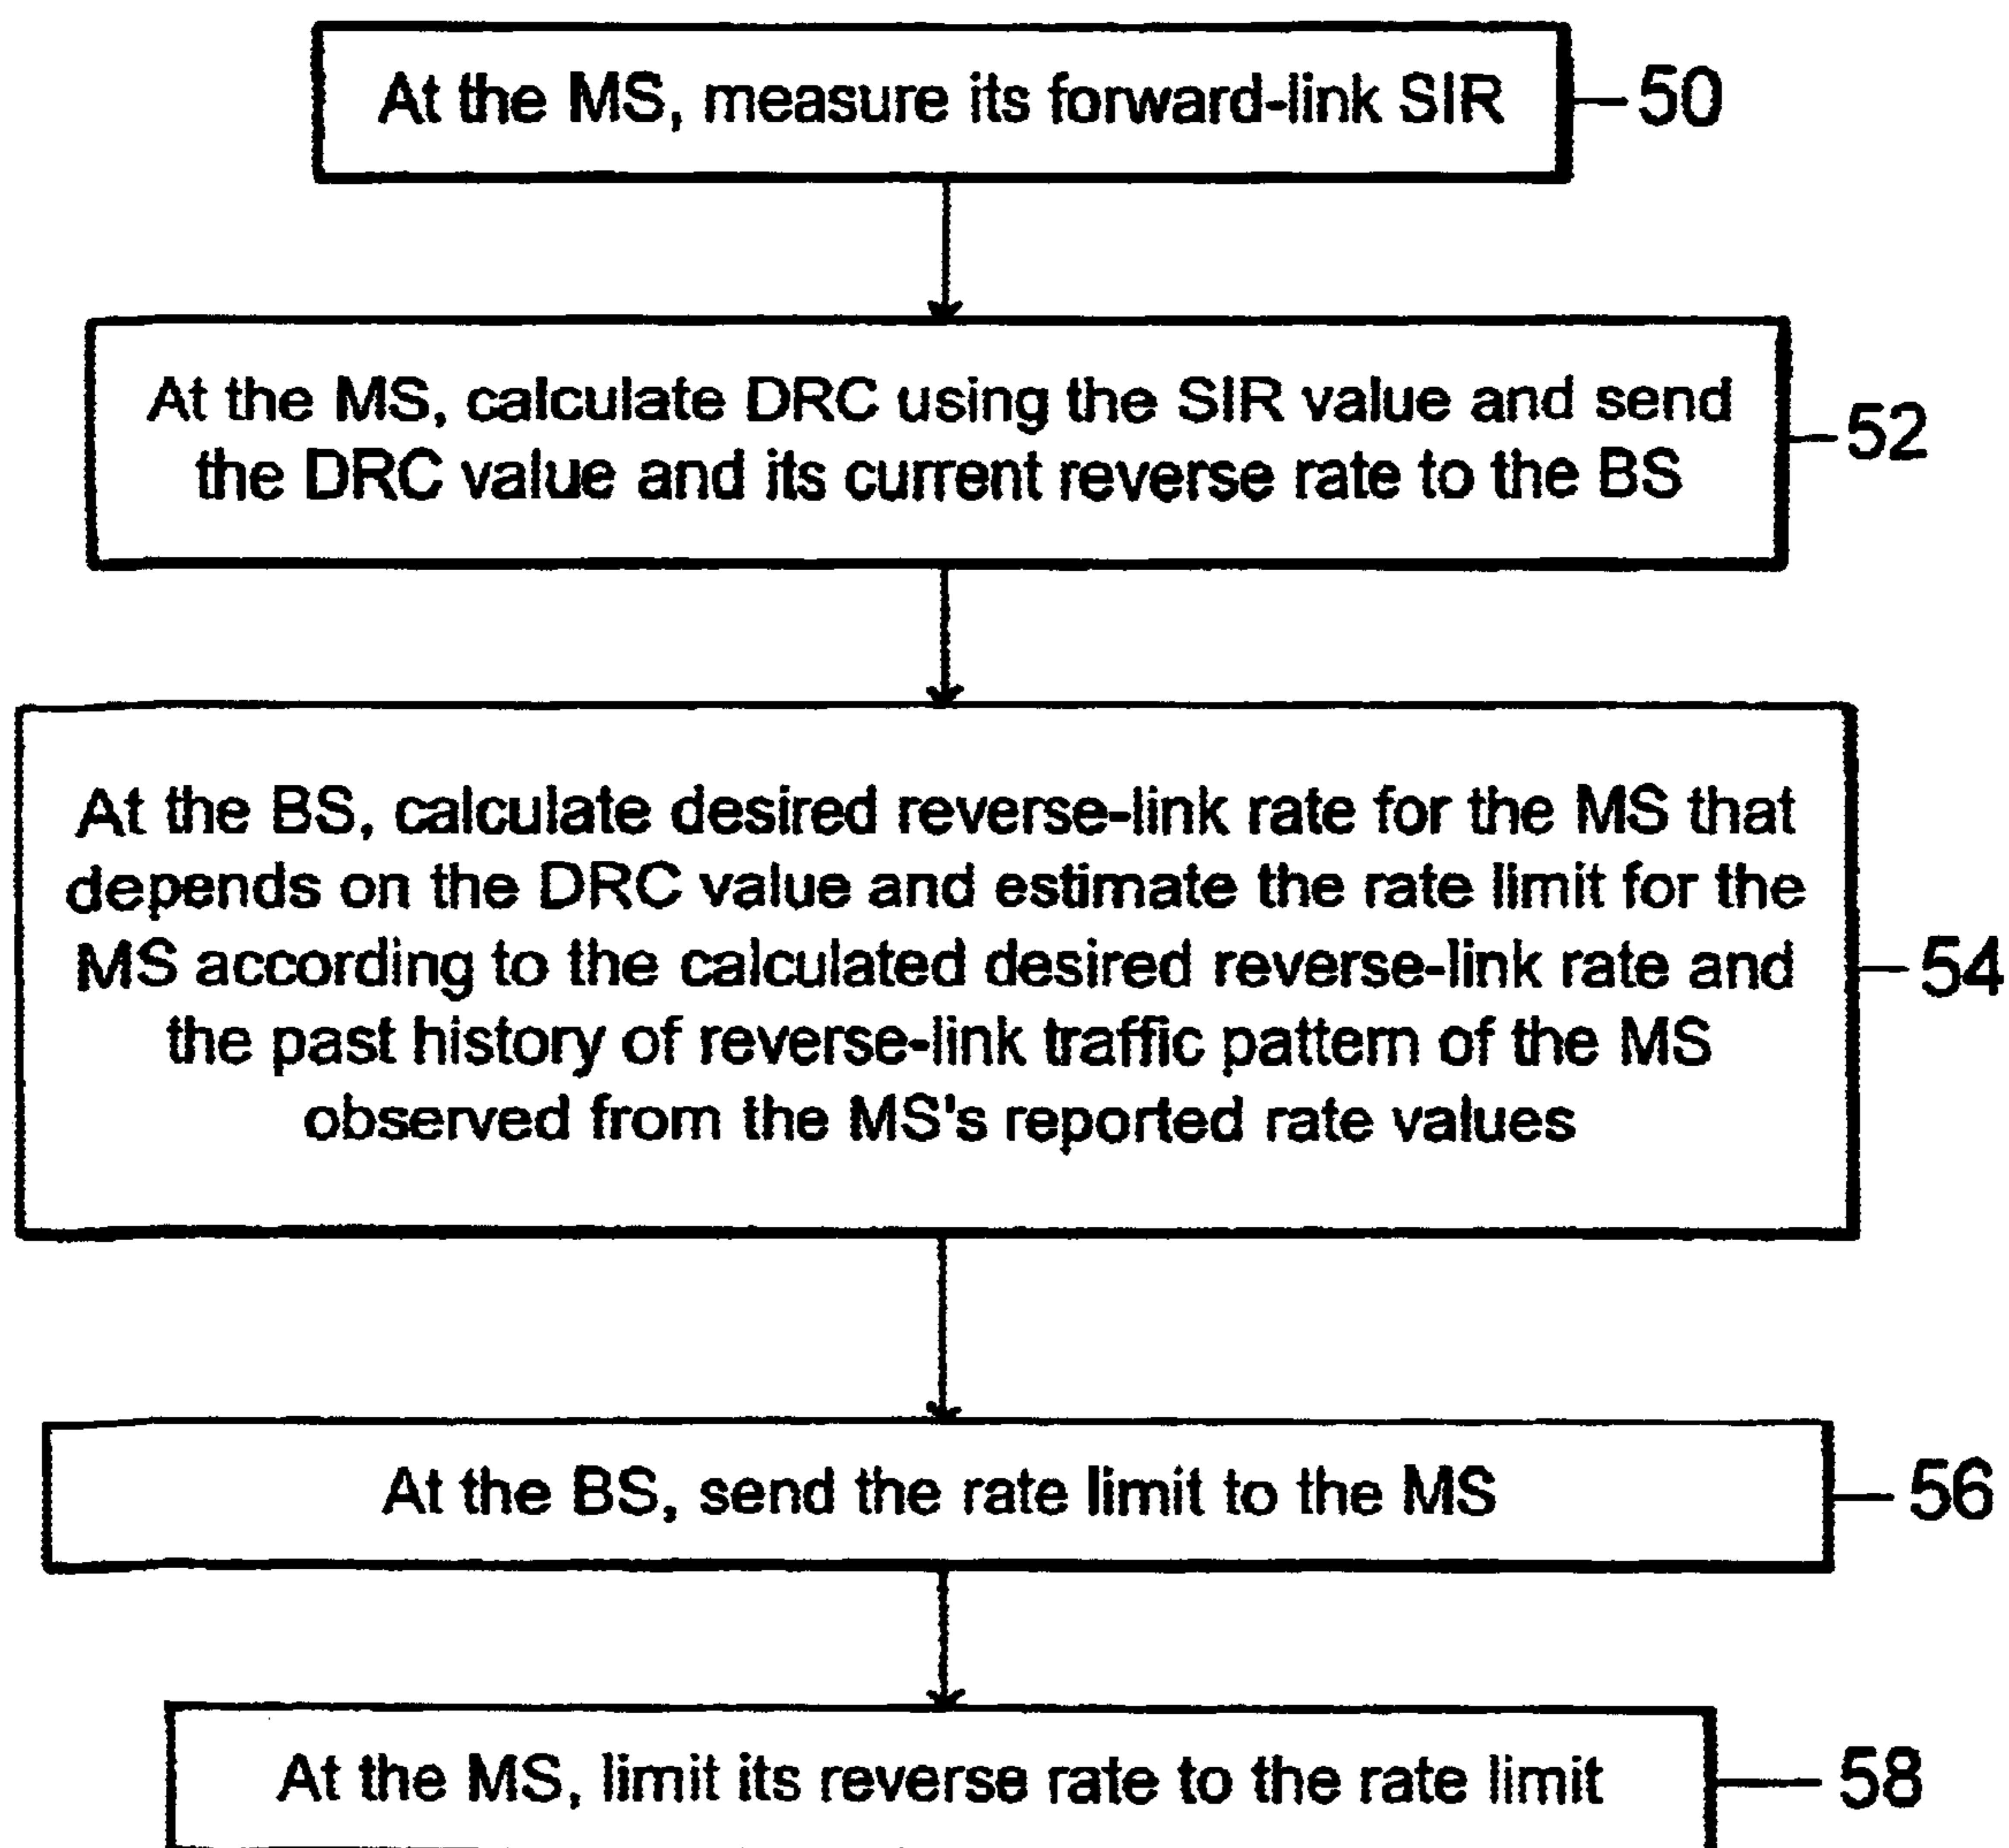 At the MS, measure its forward-link SIR
50
At the MS, calculate DRC using the SIR value and send
the DRC value and its current reverse rate to the BS
52
At the BS, calculate desired reverse-link rate for the MS that
depends on the DRC value and estimate the rate limit for the
MS according to the calculated desired reverse-link rate and
the past history of reverse-link traffic pattern of the MS
observed from the MS's reported rate values
54
At the BS, send the rate limit to the MS
56
At the MS, limit its reverse rate to the rate limit
58